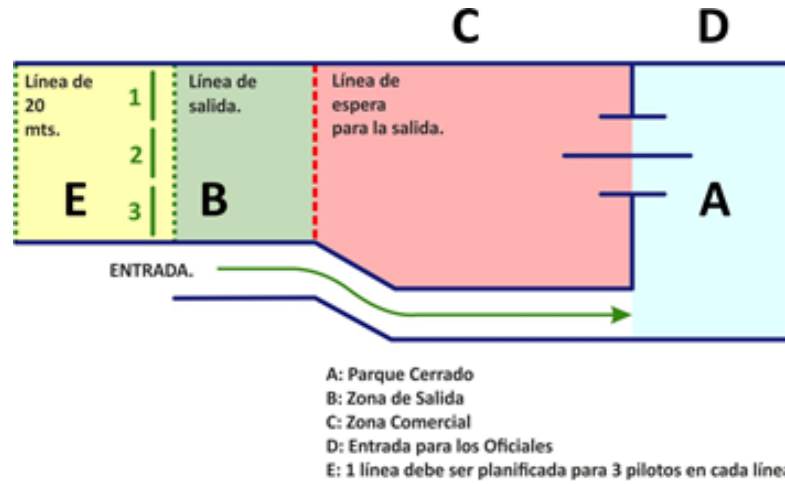 C
D
Línea de
20
mts.
1
2
3
E
Línea de
salida.
B
Línea de
espera
para la salida.
A
ENTRADA.
A: Parque Cerrado
B: Zona de Salida
C: Zona Comercial
D: Entrada para los Oficiales
E: 1 línea debe ser planificada para 3 pilotos en cada línea